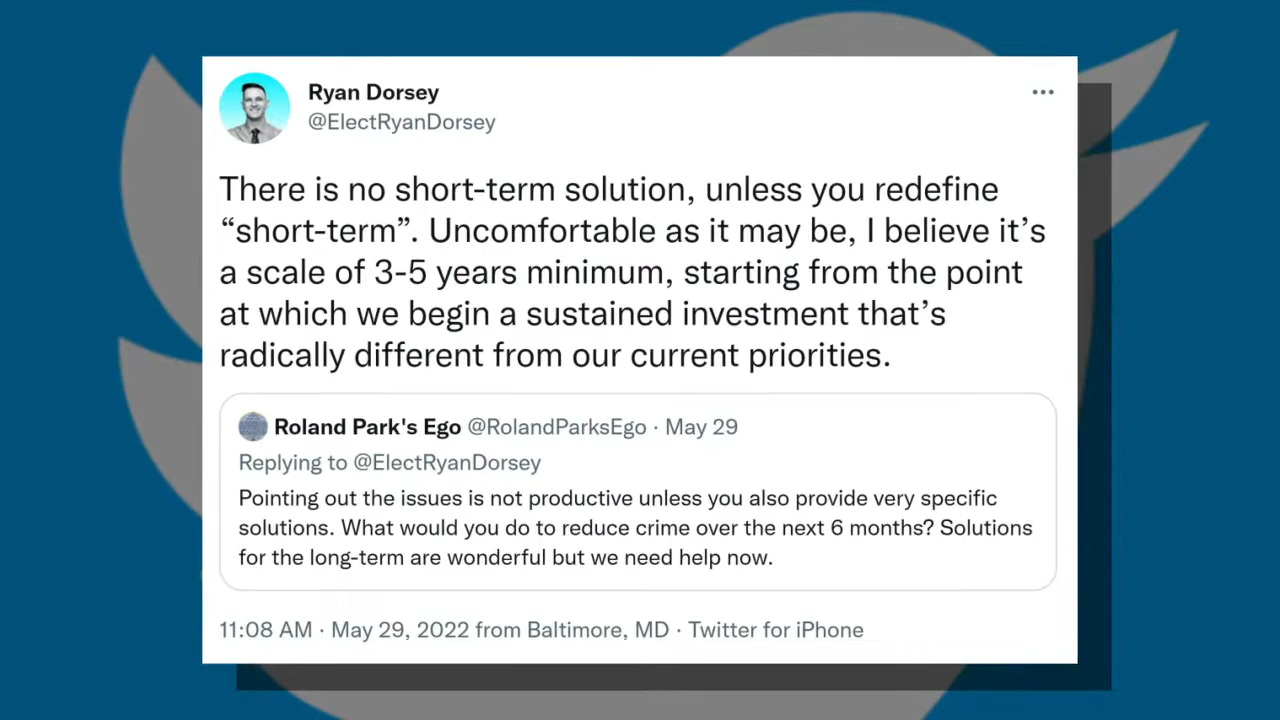 Ryan Dorsey
@ElectRyanDorsey
There is no short-term solution, unless you redefine
“short-term”. Uncomfortable as it may be, I believe it’s
a scale of 3-5 years minimum, starting from the point
at which we begin a sustained investment that’s
radically different from our current priorities.
Roland Park's Ego @RolandParksEgo · May 29
Replying to @ElectRyanDorsey
Pointing out the issues is not productive unless you also provide very specific
solutions. What would you do to reduce crime over the next 6 months? Solutions
for the long-term are wonderful but we need help now.
11:08 AM · May 29, 2022 from Baltimore, MD · Twitter for iPhone